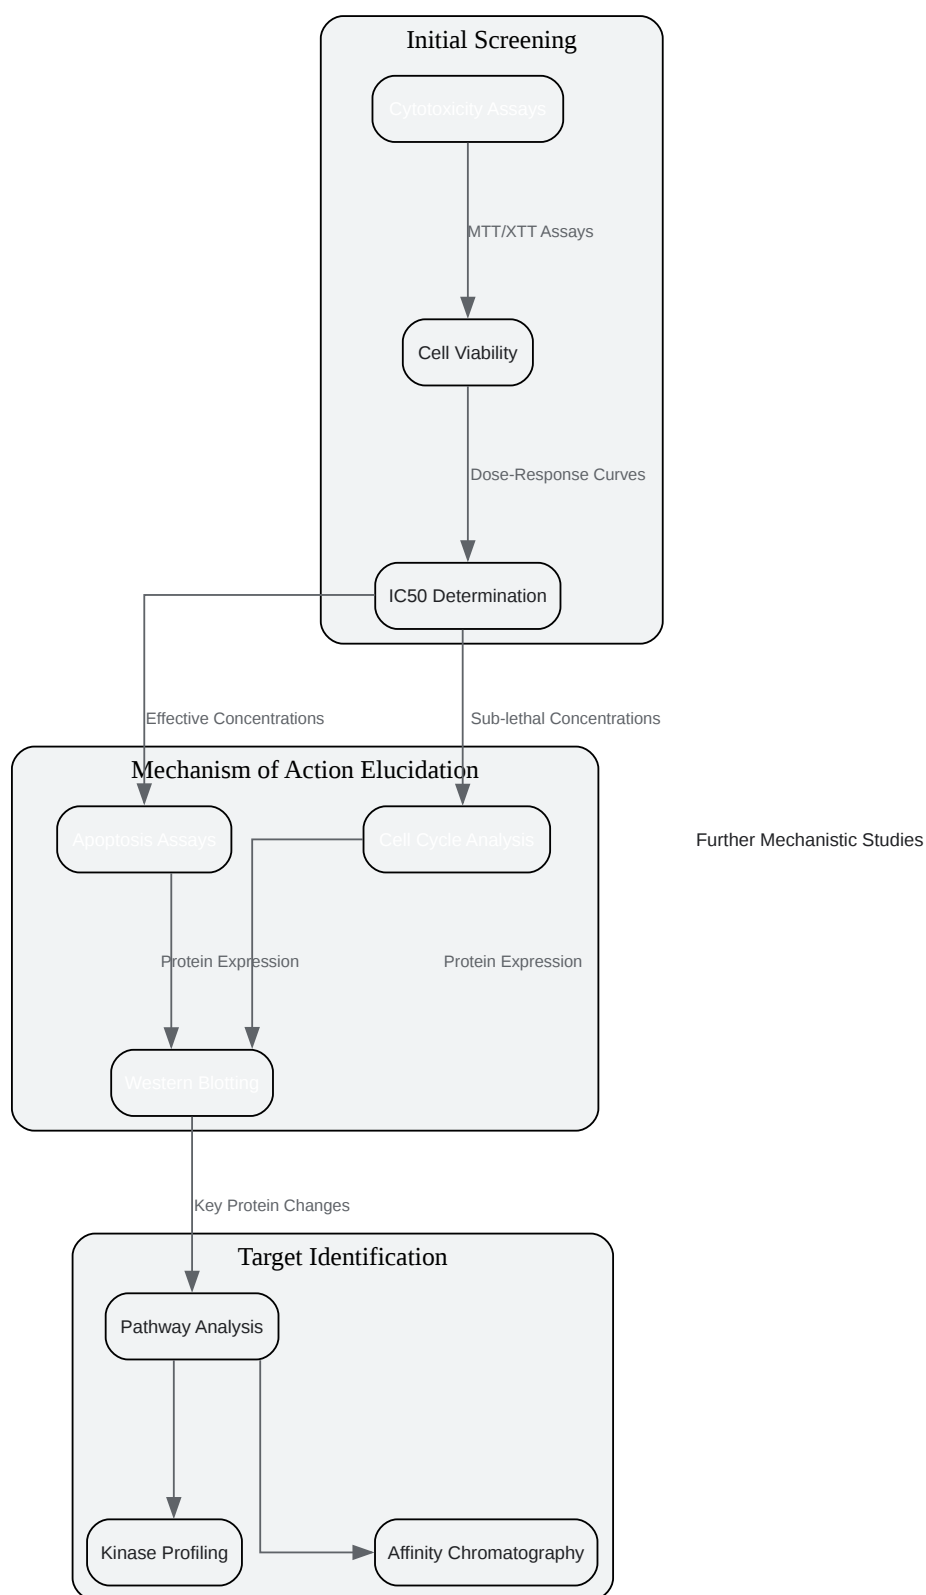 Initial Screening
Cytotoxicity Assays
MTT/XTT Assays
Cell Viability
Dose-Response Curves
IC50 Determination
Effective Concentrations
Sub-lethal Concentrations
Mechanism of Action Elucidation
Apoptosis Assays
Cell Cycle Analysis
Further Mechanistic Studies
Protein Expression
Protein Expression
Western Blotting
Key Protein Changes
Target Identification
Pathway Analysis
Kinase Profiling
Affinity Chromatography